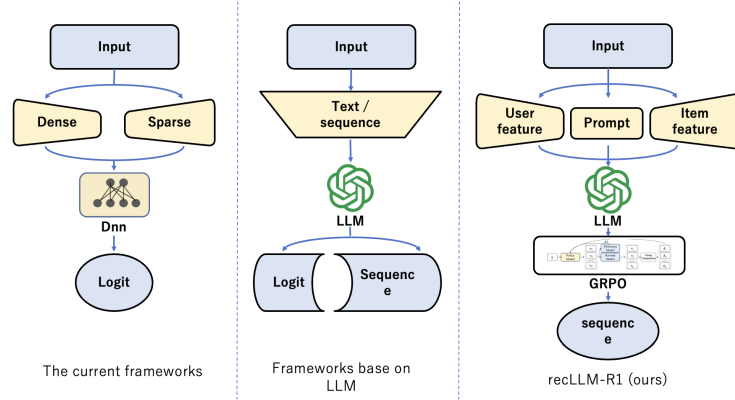 Input
Dense
Sparse
Dnn
Logit
The current frameworks
Input
Text /
sequence
LLM
Logit
Sequenc
e
Frameworks base on
LLM
Input
User
feature
Prompt
Item
feature
LLM
GRPO
sequenc
e
recLLM-R1 (ours)